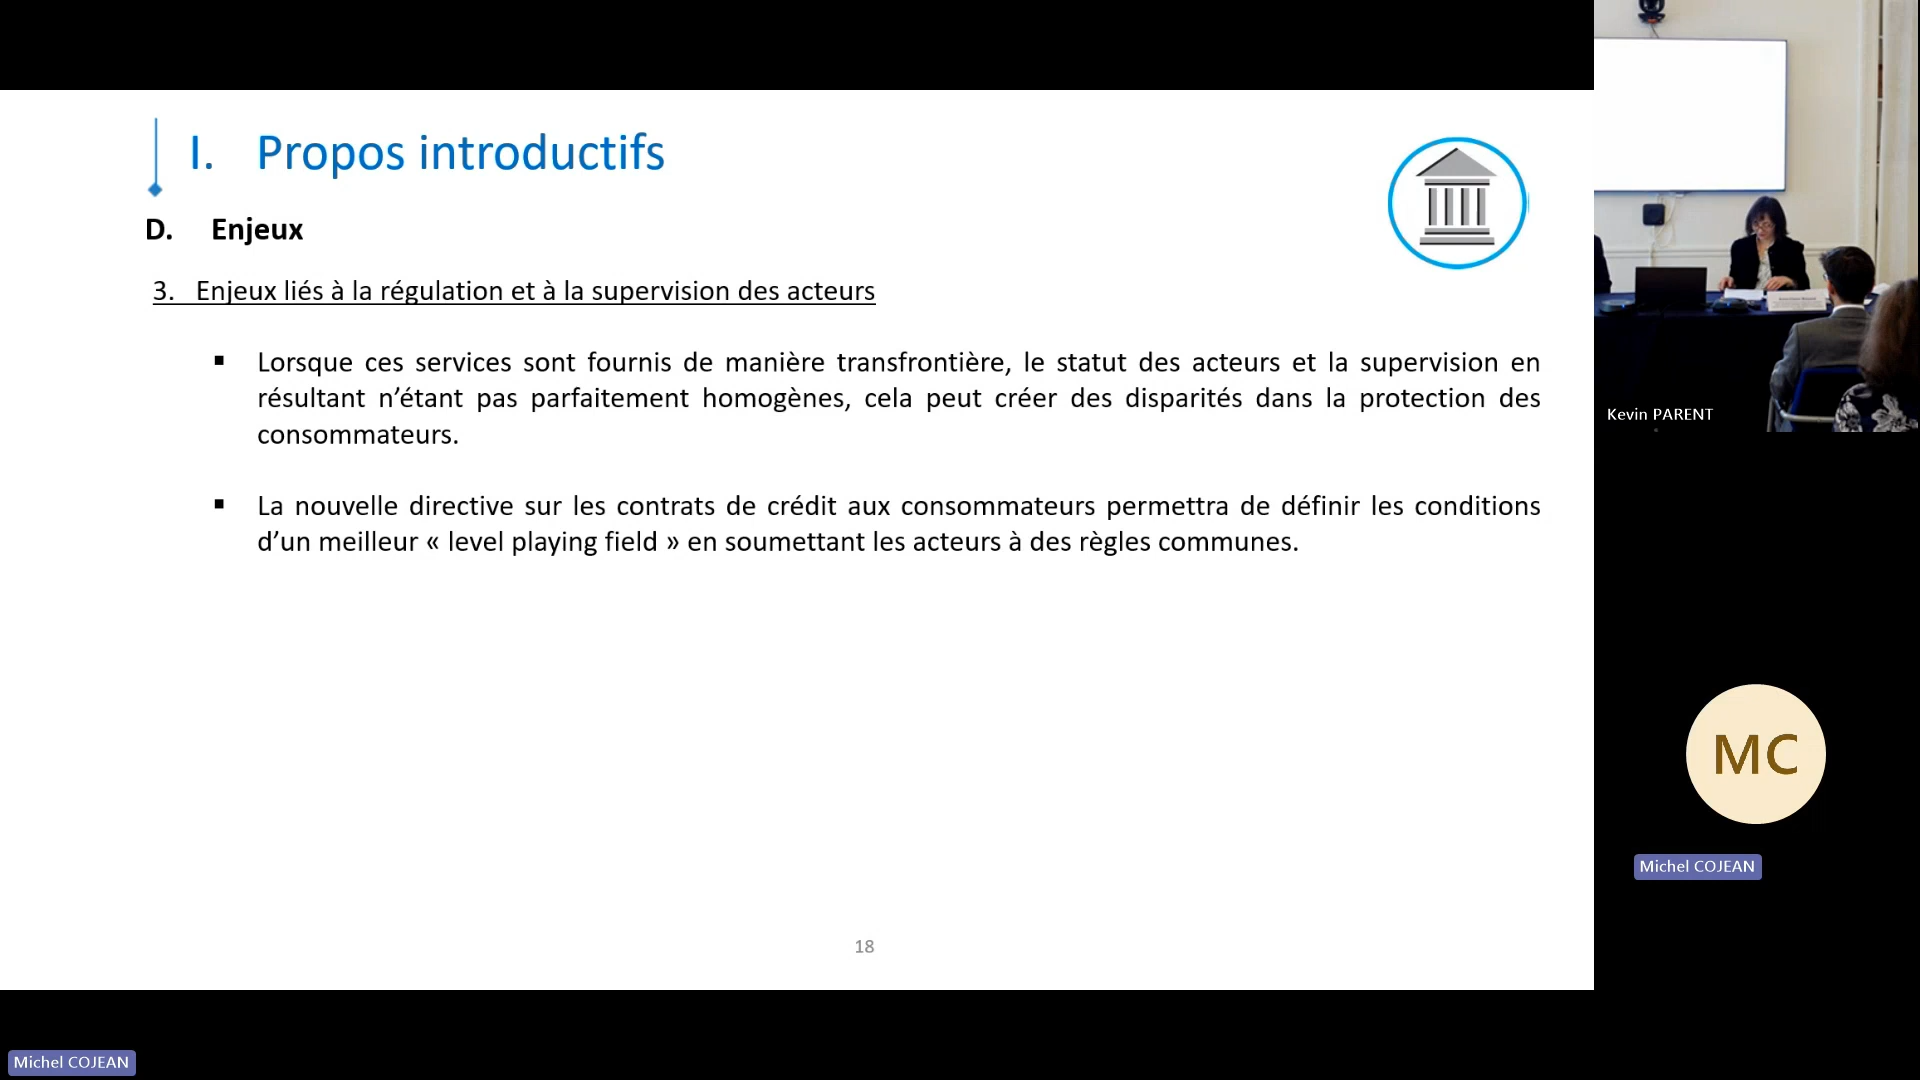 I. Propos introductifs
D. Enjeux
3. Enjeux liés à la régulation et à la supervision des acteurs
▪ Lorsque ces services sont fournis de manière transfrontière, le statut des acteurs et la supervision en
résultant n’étant pas parfaitement homogènes, cela peut créer des disparités dans la protection des
consommateurs.
▪ La nouvelle directive sur les contrats de crédit aux consommateurs permettra de définir les conditions
d’un meilleur « level playing field » en soumettant les acteurs à des règles communes.
18
Kevin PARENT
MC
Michel COJEAN
Michel COJEAN